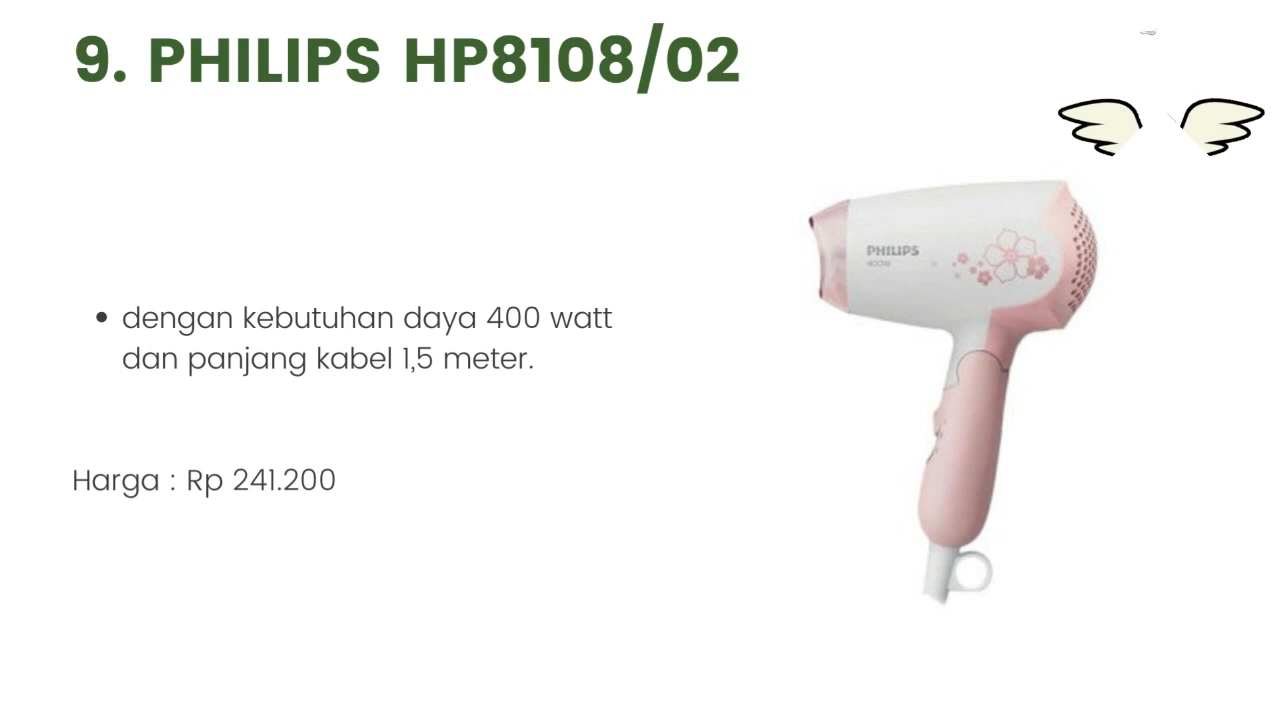 9. PHILIPS HP8108/02
PHILIPS
400W
• dengan kebutuhan daya 400 watt
dan panjang kabel 1,5 meter.
Harga : Rp 241.200